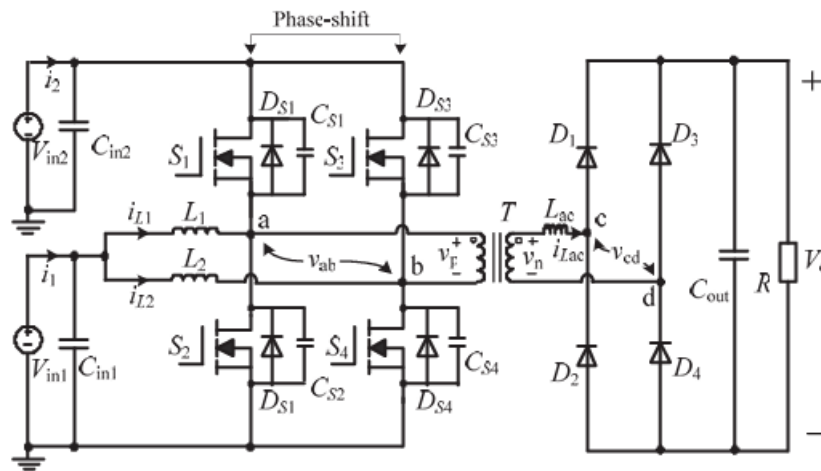 Phase-shift
i2
DS1
DS3
CS1
CS3
Vin2
Cin2
S1
S3
D1
D3
iL1
L1
a
T
Lac
c
i1
vab
vp
vn
iLac
vcd
L2
b
d
iL2
Cout
R
Vin1
Cin1
S2
S4
CS2
CS4
D2
D4
DS1
DS4